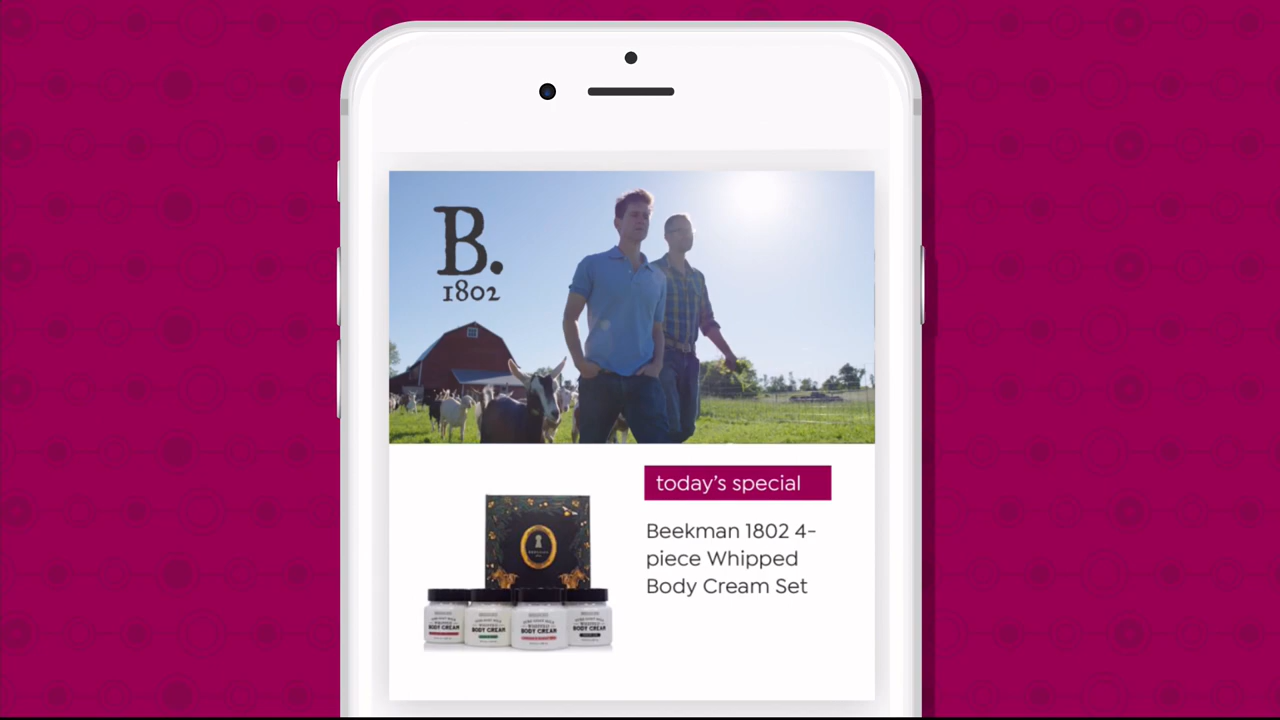 B.
1802
today's special
Beekman 1802 4-
piece Whipped
Body Cream Set
BODY CREAM
BODY CREAM
BODY CREAM
BODY CREAM